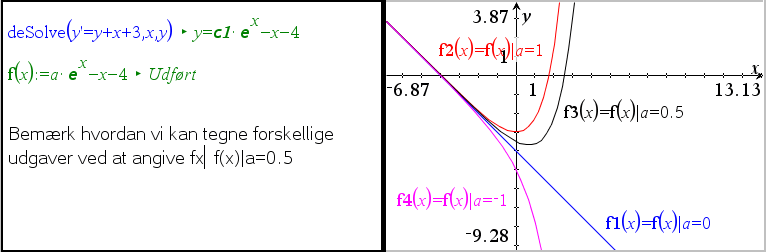 deSolve(y'=y+x+3,x,y) ▸ y=c1·e^x−x−4
f(x):=a·e^x−x−4 ▸ Udført
Bemærk hvordan vi kan tegne forskellige
udgaver ved at angive fx f(x)|a=0.5
3.87 y
f2(x)=f(x)|a=1
1
x
-6.87 1 13.13
f3(x)=f(x)|a=0.5
f4(x)=f(x)|a=-1
f1(x)=f(x)|a=0
-9.28